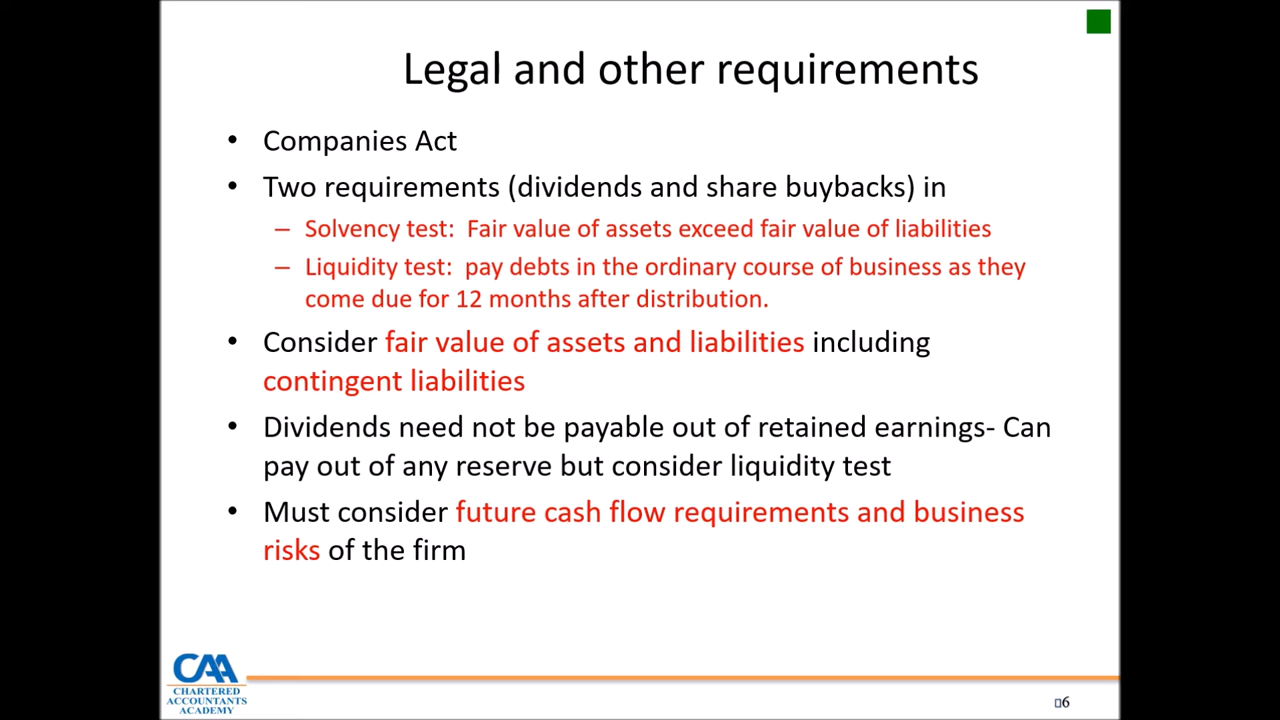 Legal and other requirements
• Companies Act
• Two requirements (dividends and share buybacks) in
– Solvency test: Fair value of assets exceed fair value of liabilities
– Liquidity test: pay debts in the ordinary course of business as they
come due for 12 months after distribution.
• Consider fair value of assets and liabilities including
contingent liabilities
• Dividends need not be payable out of retained earnings- Can
pay out of any reserve but consider liquidity test
• Must consider future cash flow requirements and business
risks of the firm
CAA
CHARTERED
ACCOUNTANTS
ACADEMY
6